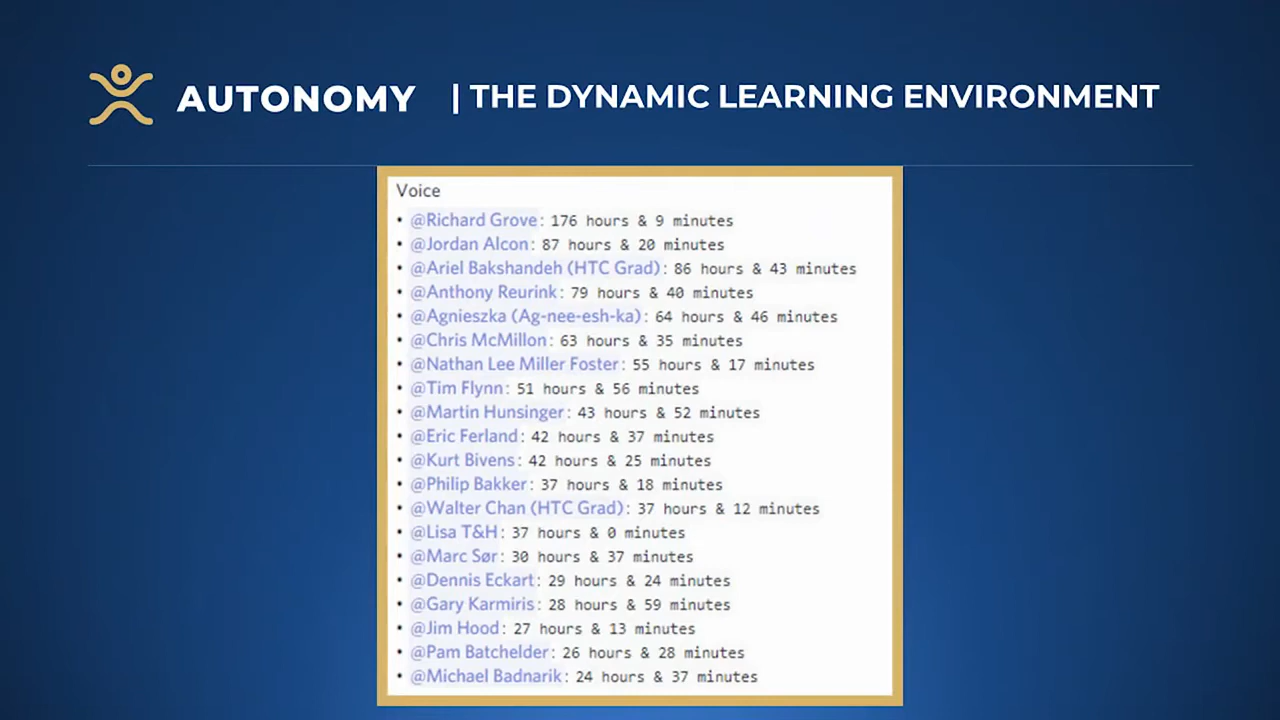 AUTONOMY | THE DYNAMIC LEARNING ENVIRONMENT
Voice
• @Richard Grove: 176 hours & 9 minutes
• @Jordan Alcon: 87 hours & 20 minutes
• @Ariel Bakshandeh (HTC Grad): 86 hours & 43 minutes
• @Anthony Reurink: 79 hours & 40 minutes
• @Agnieszka (Ag-nee-esh-ka): 64 hours & 46 minutes
• @Chris McMillon: 63 hours & 35 minutes
• @Nathan Lee Miller Foster: 55 hours & 17 minutes
• @Tim Flynn: 51 hours & 56 minutes
• @Martin Hunsinger: 43 hours & 52 minutes
• @Eric Ferland: 42 hours & 37 minutes
• @Kurt Bivens: 42 hours & 25 minutes
• @Philip Bakker: 37 hours & 18 minutes
• @Walter Chan (HTC Grad): 37 hours & 12 minutes
• @Lisa T&H: 37 hours & 0 minutes
• @Marc Sør: 30 hours & 37 minutes
• @Dennis Eckart: 29 hours & 24 minutes
• @Gary Karmiris: 28 hours & 59 minutes
• @Jim Hood: 27 hours & 13 minutes
• @Pam Batchelder: 26 hours & 28 minutes
• @Michael Badnarik: 24 hours & 37 minutes